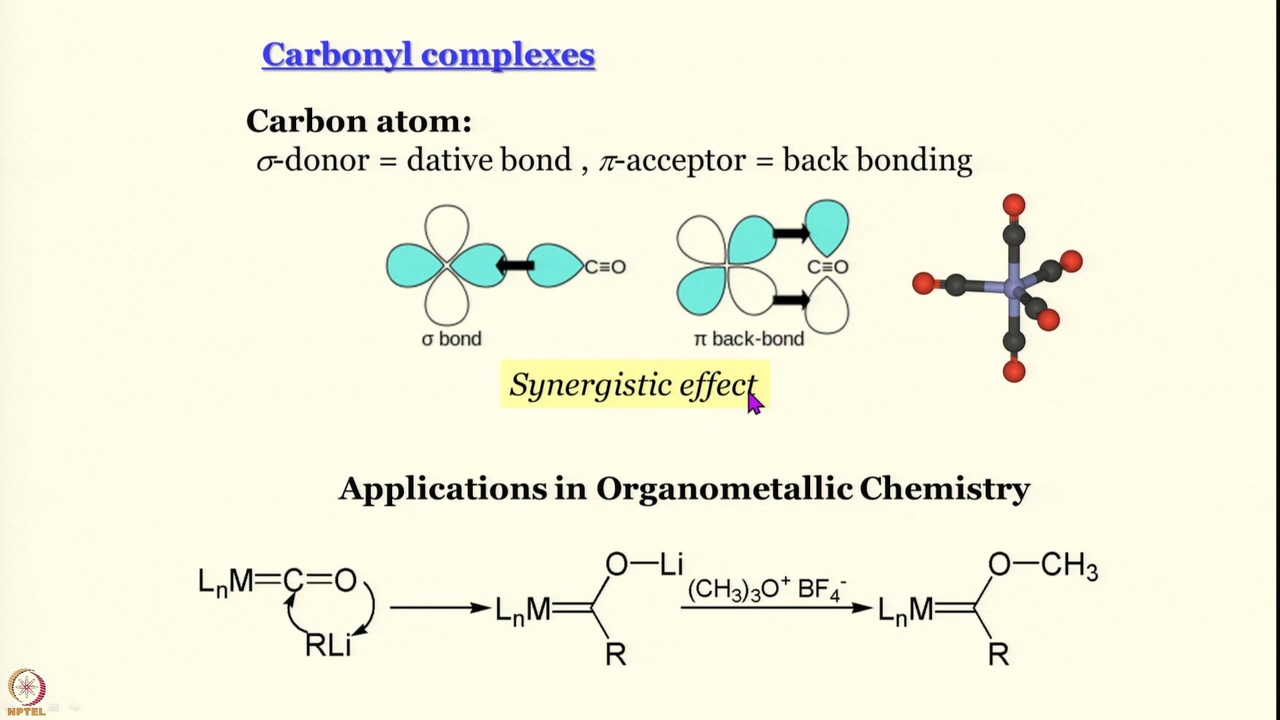 Carbonyl complexes
Carbon atom:
σ-donor = dative bond , π-acceptor = back bonding
C≡O
C≡O
σ bond
π back-bond
Synergistic effect
Applications in Organometallic Chemistry
LₙM=C=O
RLi
O—Li
LₙM
R
(CH₃)₃O⁺ BF₄⁻
O—CH₃
LₙM
R
NPTEL